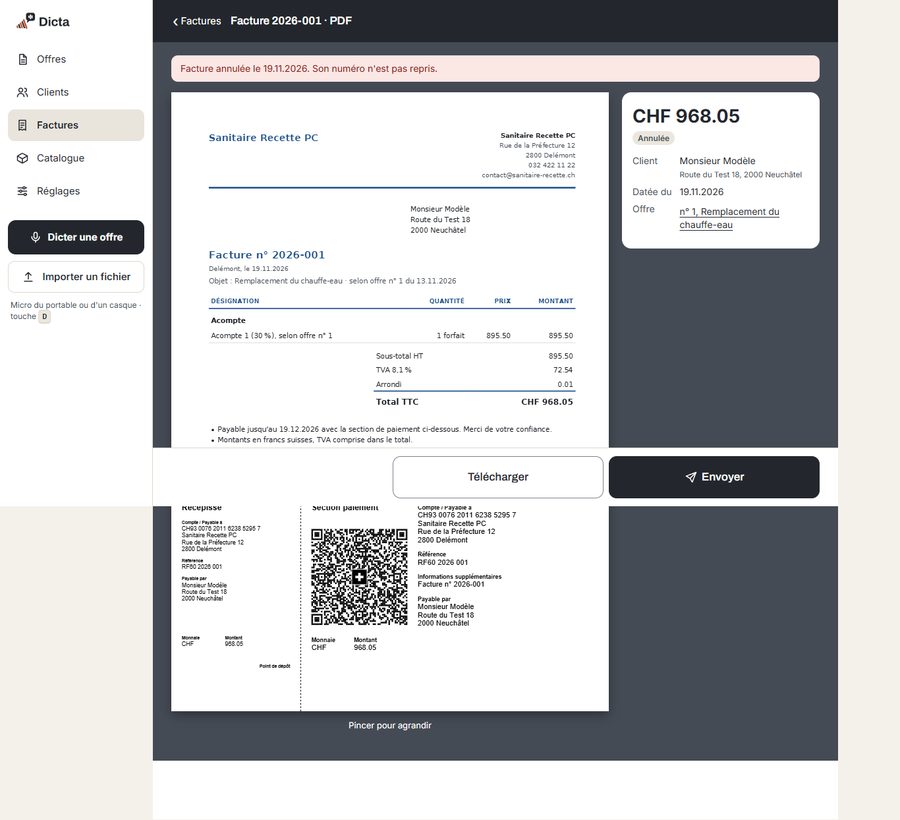 Dicta
Offres
Clients
Factures
Catalogue
Réglages
Dicter une offre
Importer un fichier
Micro du portable ou d'un casque ·
touche D
Factures
Facture 2026-001 · PDF
Facture annulée le 19.11.2026. Son numéro n'est pas repris.
Sanitaire Recette PC
Sanitaire Recette PC
Rue de la Préfecture 12
2800 Delémont
032 422 11 22
contact@sanitaire-recette.ch
Monsieur Modèle
Route du Test 18
2000 Neuchâtel
Facture n° 2026-001
Delémont, le 19.11.2026
Objet : Remplacement du chauffe-eau · selon offre n° 1 du 13.11.2026
DÉSIGNATION QUANTITÉ PRIX MONTANT
Acompte
Acompte 1 (30 %), selon offre n° 1 1 forfait 895.50 895.50
Sous-total HT 895.50
TVA 8.1 % 72.54
Arrondi 0.01
Total TTC CHF 968.05
• Payable jusqu'au 19.12.2026 avec la section de paiement ci-dessous. Merci de votre confiance.
• Montants en francs suisses, TVA comprise dans le total.
CHF 968.05
Annulée
Client Monsieur Modèle
Route du Test 18, 2000 Neuchâtel
Datée du 19.11.2026
Offre n° 1, Remplacement du
chauffe-eau
Télécharger
Envoyer
Récépissé
Compte / Payable à
CH93 0076 2011 6238 5295 7
Sanitaire Recette PC
Rue de la Préfecture 12
2800 Delémont
Référence
RF60 2026 001
Payable par
Monsieur Modèle
Route du Test 18
2000 Neuchâtel
Monnaie Montant
CHF 968.05
Point de dépôt
Section paiement
Monnaie Montant
CHF 968.05
Compte / Payable à
CH93 0076 2011 6238 5295 7
Sanitaire Recette PC
Rue de la Préfecture 12
2800 Delémont
Référence
RF60 2026 001
Informations supplémentaires
Facture n° 2026-001
Payable par
Monsieur Modèle
Route du Test 18
2000 Neuchâtel
Pincer pour agrandir